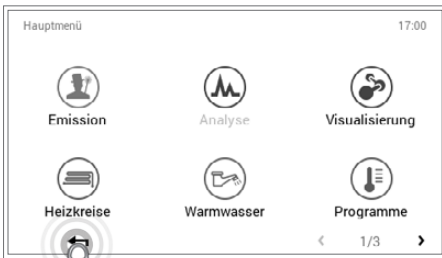 Hauptmenü 17:00
Emission Analyse Visualisierung
Heizkreise Warmwasser Programme
< 1/3 >